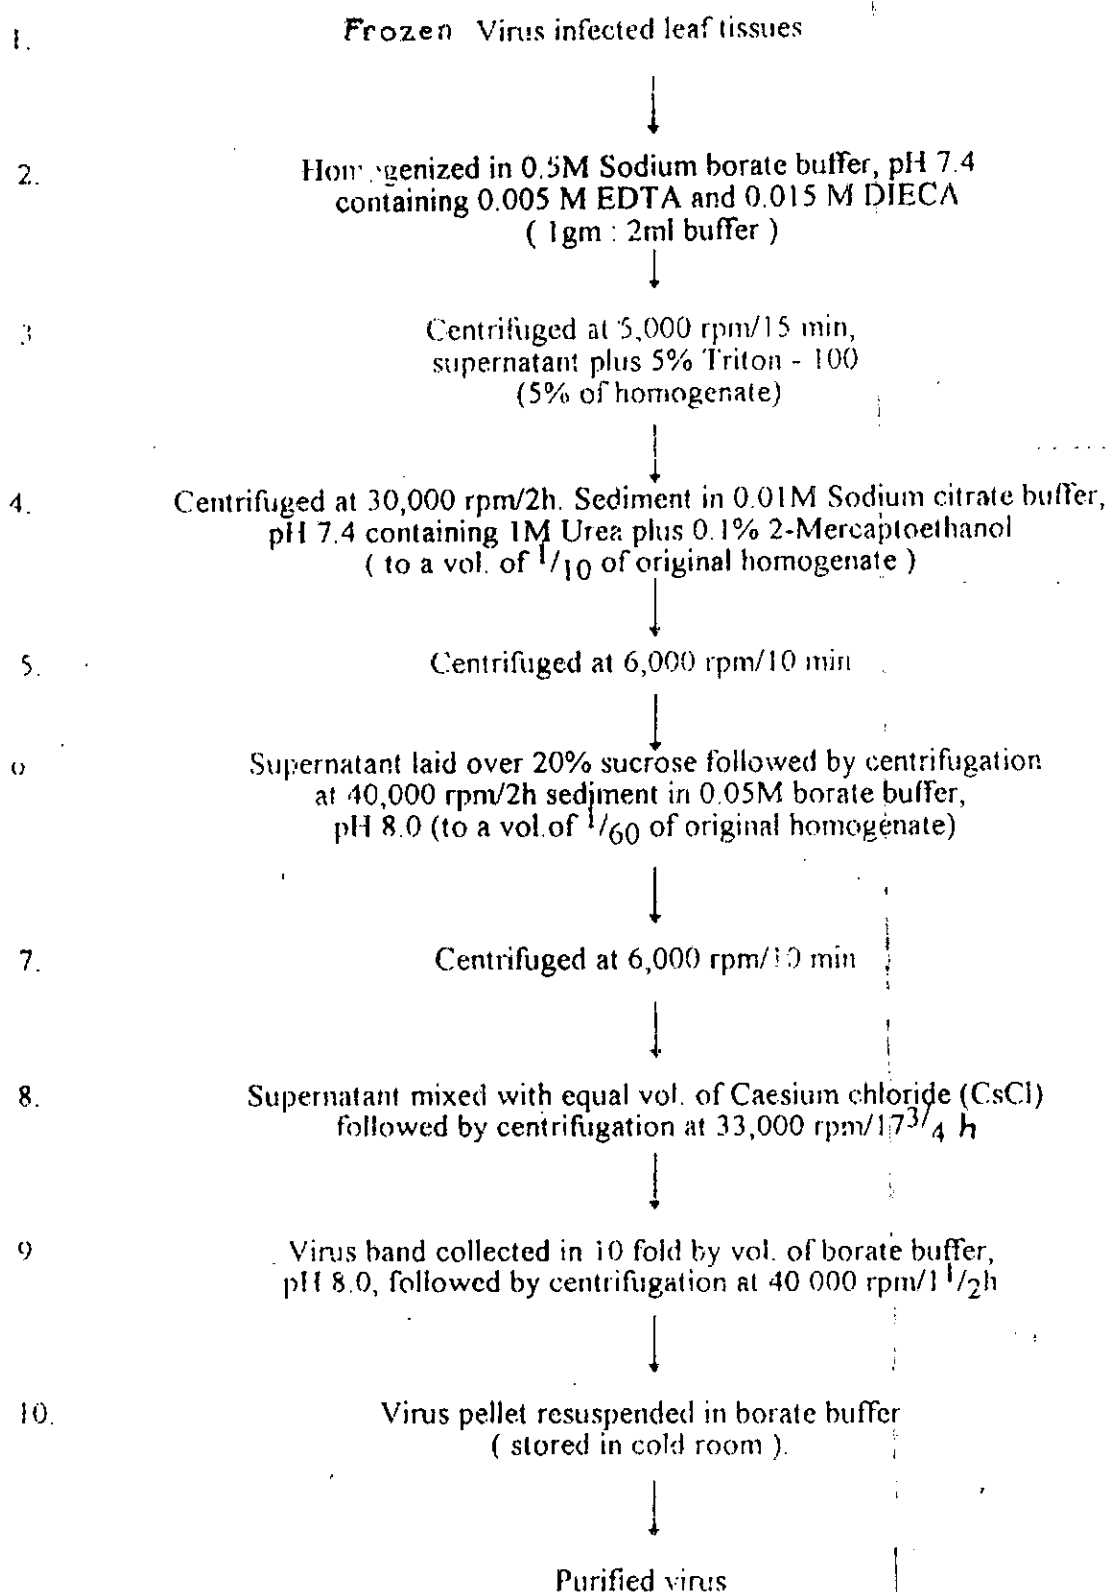 1. Frozen Virus infected leaf tissues
2. Homogenized in 0.5M Sodium borate buffer, pH 7.4
containing 0.005 M EDTA and 0.015 M DIECA
( 1gm : 2ml buffer )
3 Centrifuged at 5,000 rpm/15 min,
supernatant plus 5% Triton - 100
(5% of homogenate)
4. Centrifuged at 30,000 rpm/2h. Sediment in 0.01M Sodium citrate buffer,
pH 7.4 containing 1M Urea plus 0.1% 2-Mercaptoethanol
( to a vol. of 1/10 of original homogenate )
5. Centrifuged at 6,000 rpm/10 min
6 Supernatant laid over 20% sucrose followed by centrifugation
at 40,000 rpm/2h sediment in 0.05M borate buffer,
pH 8.0 (to a vol.of 1/60 of original homogenate)
7. Centrifuged at 6,000 rpm/10 min
8. Supernatant mixed with equal vol. of Caesium chloride (CsCl)
followed by centrifugation at 33,000 rpm/17 3/4 h
9 Virus band collected in 10 fold by vol. of borate buffer,
pH 8.0, followed by centrifugation at 40 000 rpm/1 1/2h
10. Virus pellet resuspended in borate buffer
( stored in cold room ).
Purified virus